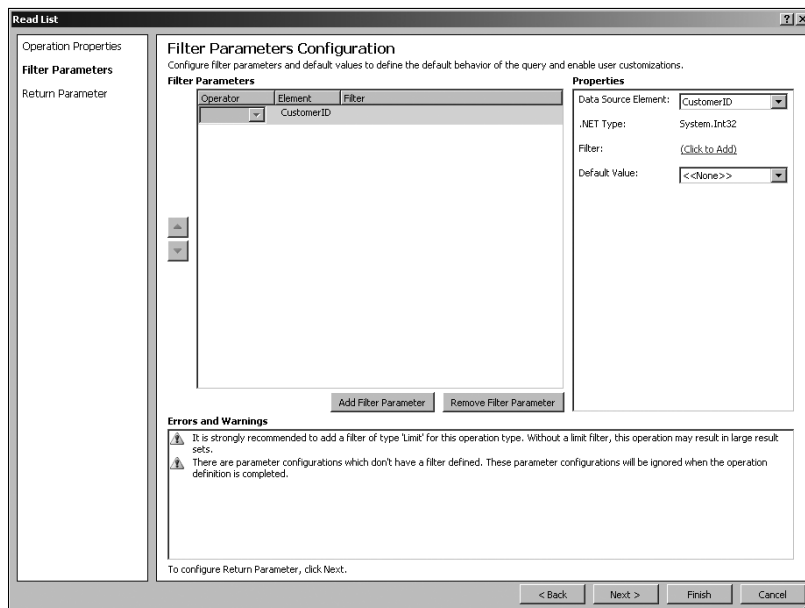 Read List
Operation Properties
Filter Parameters
Return Parameter
Filter Parameters Configuration
Configure filter parameters and default values to define the default behavior of the query and enable user customizations.
Filter Parameters
Operator Element Filter
CustomerID
Add Filter Parameter Remove Filter Parameter
Properties
Data Source Element: CustomerID
.NET Type: System.Int32
Filter: (Click to Add)
Default Value: <<None>>
Errors and Warnings
It is strongly recommended to add a filter of type 'Limit' for this operation type. Without a limit filter, this operation may result in large result
sets.
There are parameter configurations which don't have a filter defined. These parameter configurations will be ignored when the operation
definition is completed.
To configure Return Parameter, click Next.
< Back Next > Finish Cancel